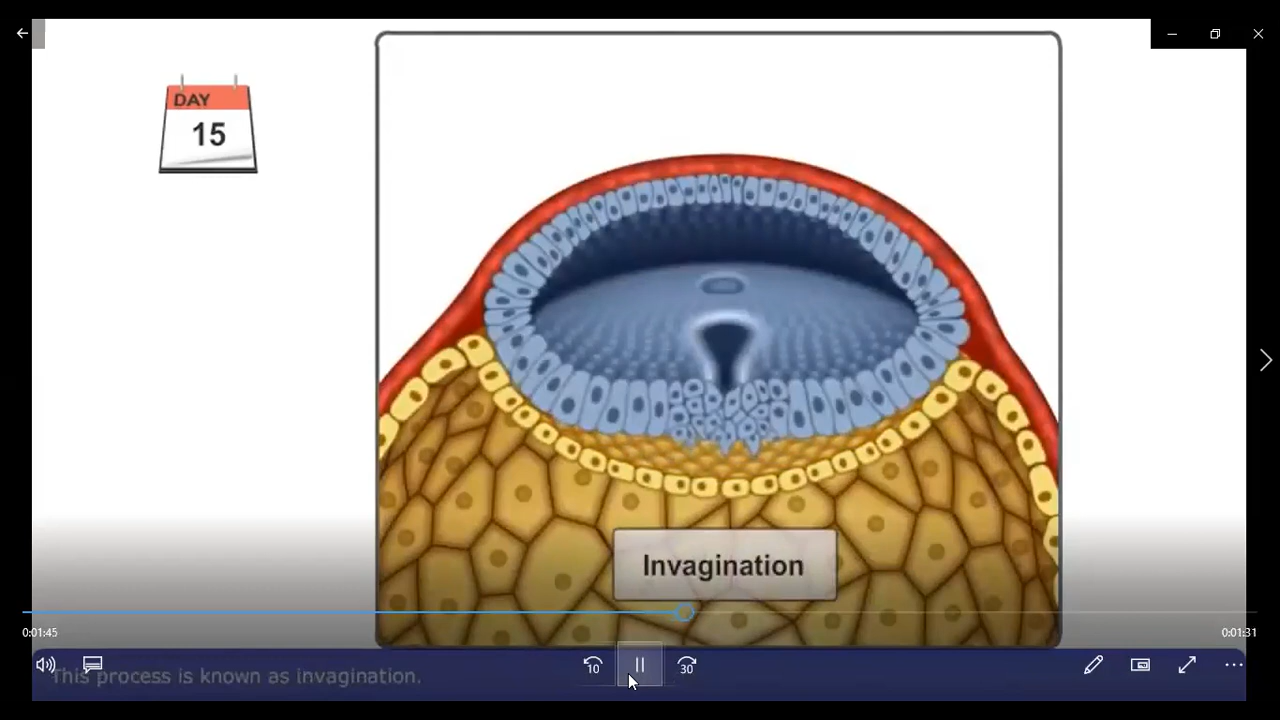 DAY
15
Invagination
0:01:45
0:01:31
10
30
This process is known as invagination.